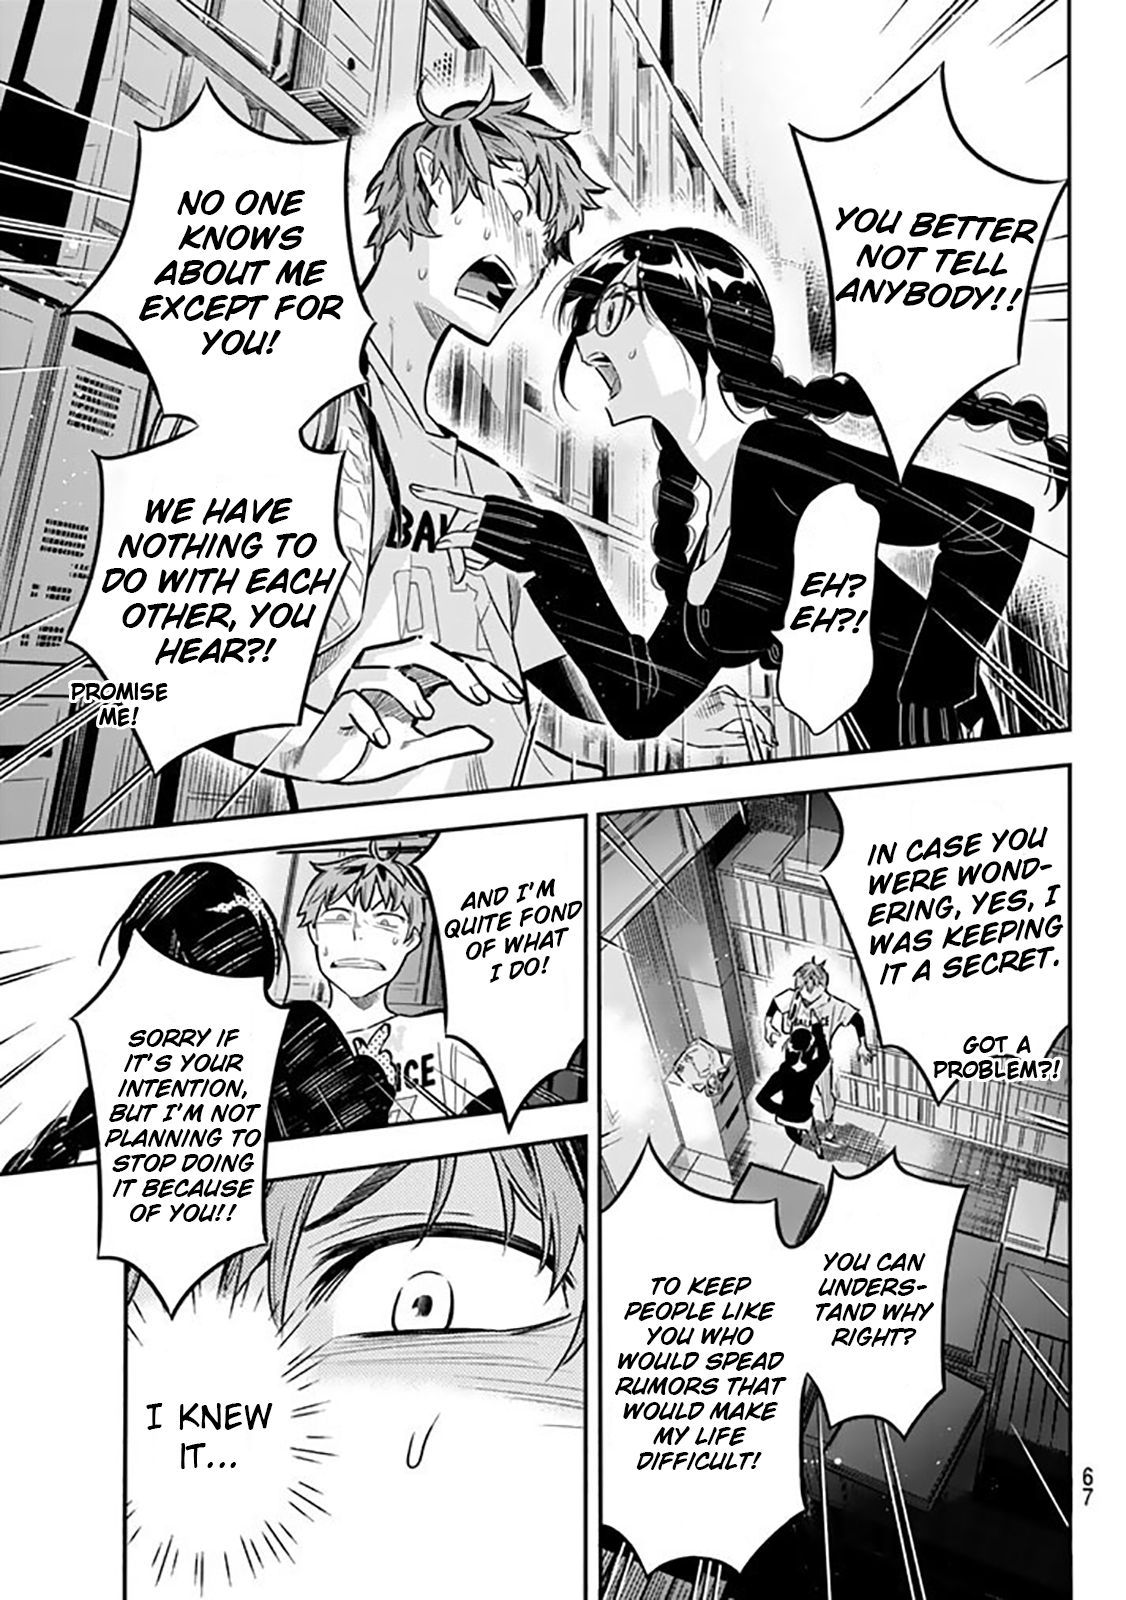 YOU BETTER
NOT TELL
ANYBODY!!
EH?
EH?!
NO ONE
KNOWS
ABOUT ME
EXCEPT FOR
YOU!
WE HAVE
NOTHING TO
DO WITH EACH
OTHER, YOU
HEAR?!
PROMISE
ME!
BAL
IN CASE YOU
WERE WOND-
ERING, YES, I
WAS KEEPING
IT A SECRET.
GOT A
PROBLEM?!
YOU CAN
UNDERS-
TAND WHY
RIGHT?
TO KEEP
PEOPLE LIKE
YOU WHO
WOULD SPEAD
RUMORS THAT
WOULD MAKE
MY LIFE
DIFFICULT!
AND I'M
QUITE FOND
OF WHAT
I DO!
SORRY IF
IT'S YOUR
INTENTION,
BUT I'M NOT
PLANNING TO
STOP DOING
IT BECAUSE
OF YOU!!
I KNEW
IT...
67